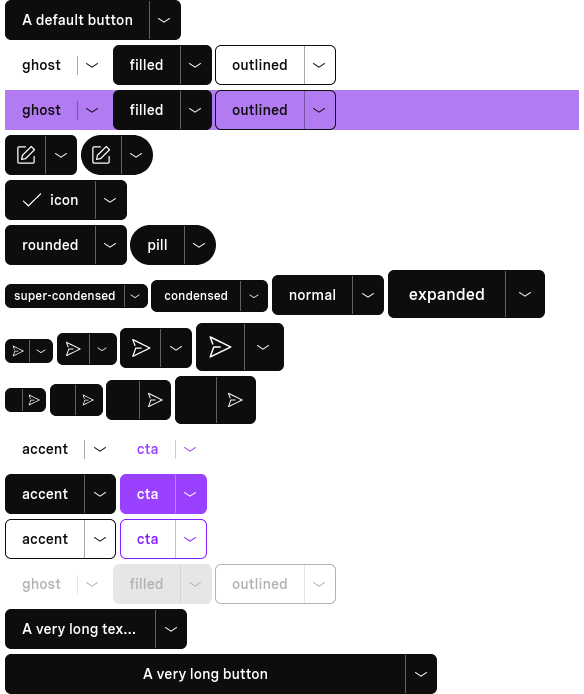 A default button
ghost filled outlined
ghost filled outlined
icon
rounded pill
super-condensed condensed normal expanded
accent cta
accent cta
accent cta
ghost filled outlined
A very long tex...
A very long button